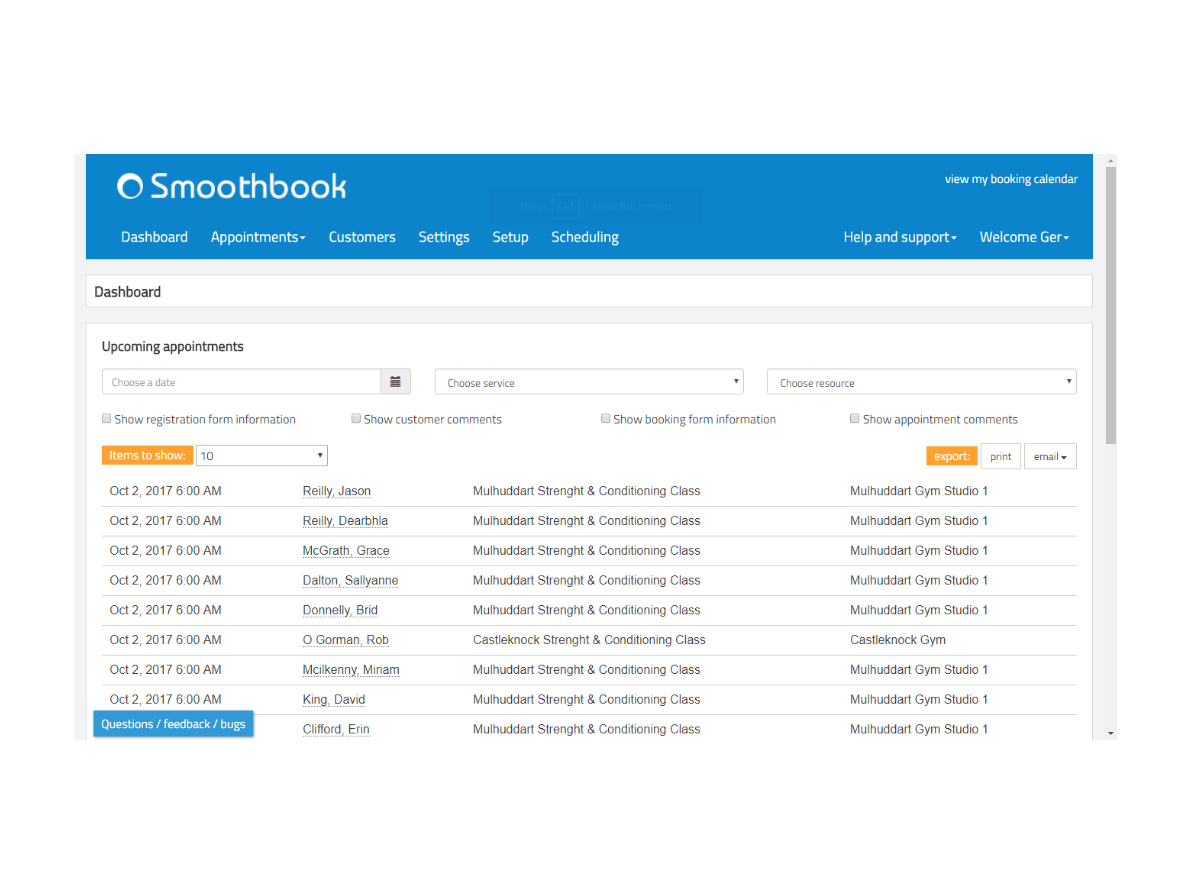 Smoothbook
view my booking calendar
Dashboard Appointments Customers Settings Setup Scheduling Help and support Welcome Ger
Dashboard
Upcoming appointments
Choose a date Choose service Choose resource
Show registration form information Show customer comments Show booking form information Show appointment comments
Items to show: 10 export: print email
Oct 2, 2017 6:00 AM Reilly, Jason Mulhuddart Strenght & Conditioning Class Mulhuddart Gym Studio 1
Oct 2, 2017 6:00 AM Reilly, Dearbhla Mulhuddart Strenght & Conditioning Class Mulhuddart Gym Studio 1
Oct 2, 2017 6:00 AM McGrath, Grace Mulhuddart Strenght & Conditioning Class Mulhuddart Gym Studio 1
Oct 2, 2017 6:00 AM Dalton, Sallyanne Mulhuddart Strenght & Conditioning Class Mulhuddart Gym Studio 1
Oct 2, 2017 6:00 AM Donnelly, Brid Mulhuddart Strenght & Conditioning Class Mulhuddart Gym Studio 1
Oct 2, 2017 6:00 AM O Gorman, Rob Castleknock Strenght & Conditioning Class Castleknock Gym
Oct 2, 2017 6:00 AM Mcilkenny, Miriam Mulhuddart Strenght & Conditioning Class Mulhuddart Gym Studio 1
Oct 2, 2017 6:00 AM King, David Mulhuddart Strenght & Conditioning Class Mulhuddart Gym Studio 1
Questions / feedback / bugs Clifford, Erin Mulhuddart Strenght & Conditioning Class Mulhuddart Gym Studio 1